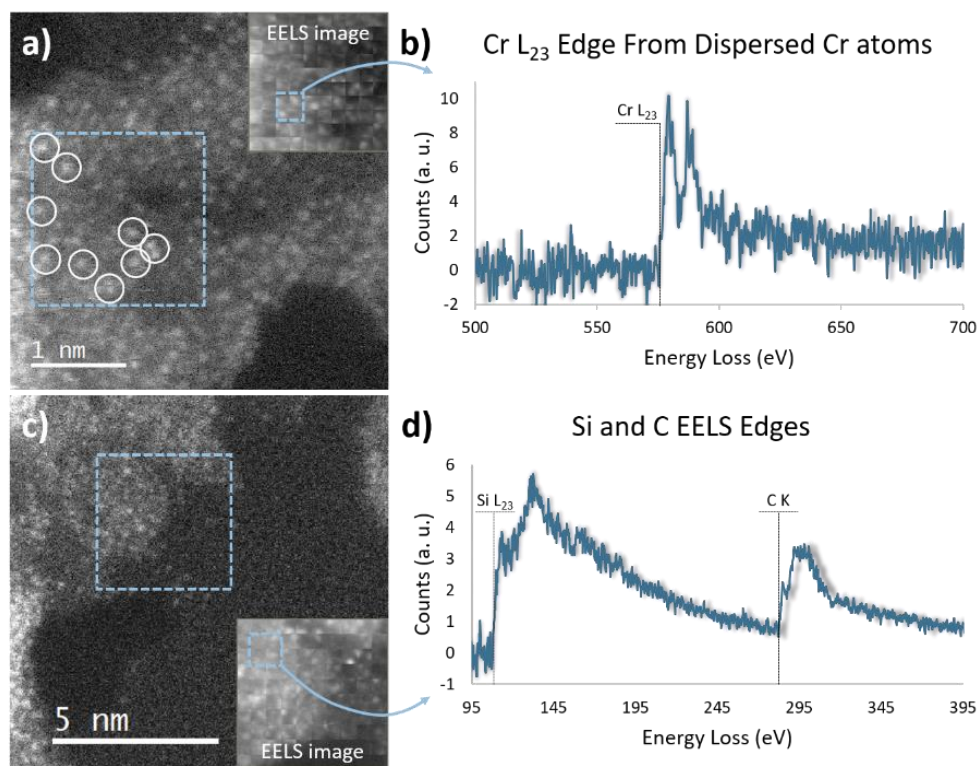 a)
EELS image
1 nm
b)
Cr L23 Edge From Dispersed Cr atoms
Cr L23
Counts (a. u.)
10
8
6
4
2
0
-2
500 550 600 650 700
Energy Loss (eV)
c)
5 nm
EELS image
d)
Si and C EELS Edges
Si L23
C K
Counts (a. u.)
6
5
4
3
2
1
0
-1
95 145 195 245 295 345 395
Energy Loss (eV)